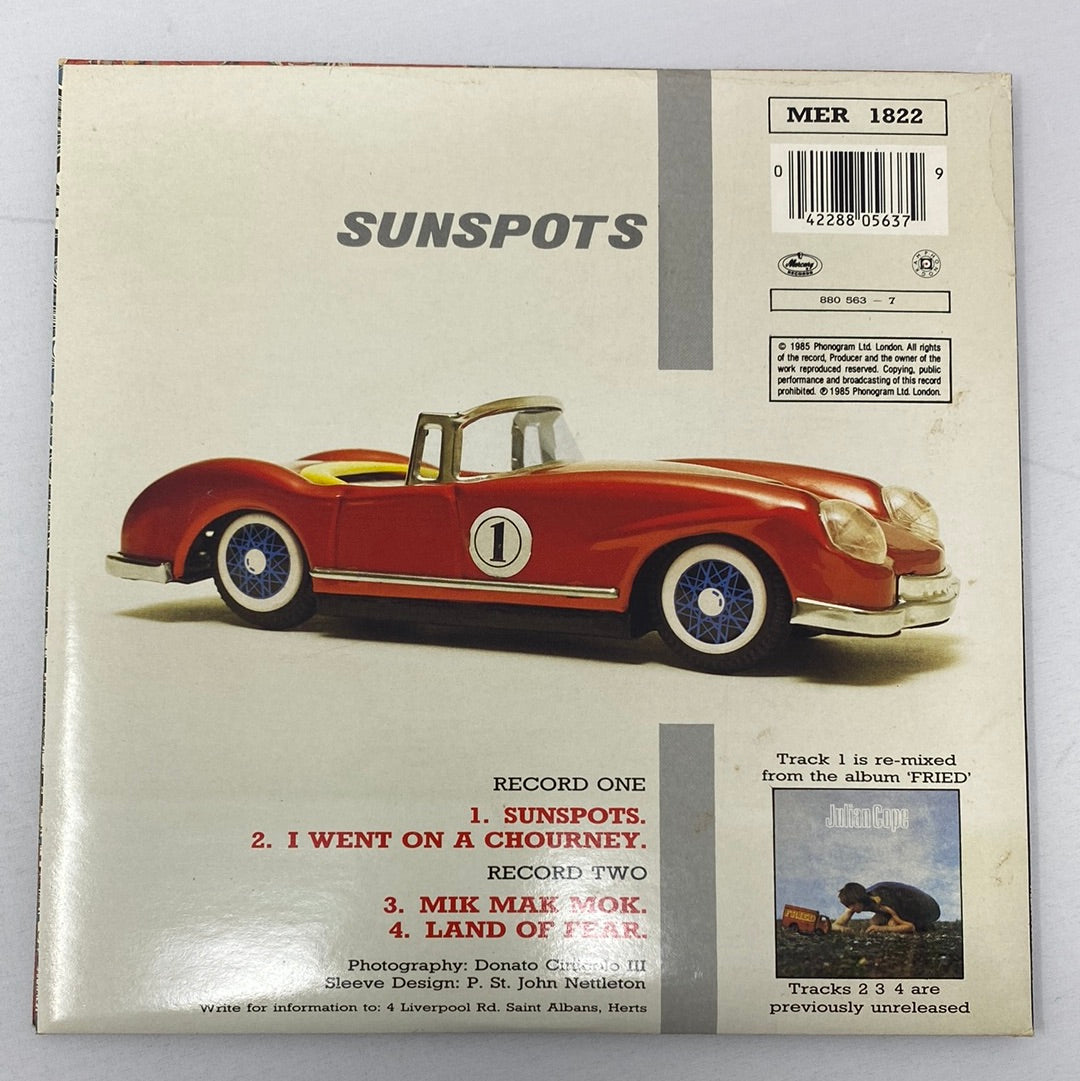 MER 1822
0 42288 05637 9
Mercury
RECORDS
880 563 - 7
© 1985 Phonogram Ltd. London. All rights
of the record, Producer and the owner of the
work reproduced reserved. Copying, public
performance and broadcasting of this record
prohibited. ℗ 1985 Phonogram Ltd. London.
SUNSPOTS
1
RECORD ONE
1. SUNSPOTS.
2. I WENT ON A CHOURNEY.
RECORD TWO
3. MIK MAK MOK.
4. LAND OF FEAR.
Photography: Donato Cinicolo III
Sleeve Design: P. St. John Nettleton
Write for information to: 4 Liverpool Rd. Saint Albans, Herts
Track 1 is re-mixed
from the album 'FRIED'
Julian Cope
FRIED
Tracks 2 3 4 are
previously unreleased